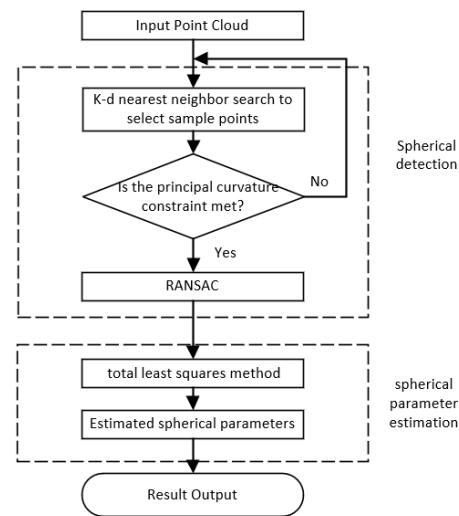 Input Point Cloud
K-d nearest neighbor search to
select sample points
Spherical
detection
Is the principal curvature
constraint met?
No
Yes
RANSAC
total least squares method
Estimated spherical parameters
spherical
parameter
estimation
Result Output